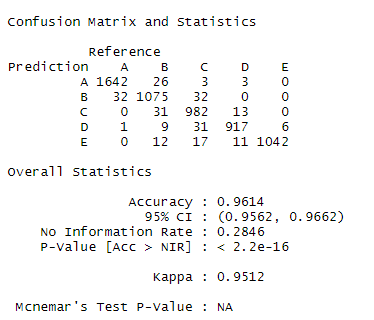 Confusion Matrix and Statistics
Reference
Prediction A B C D E
A 1642 26 3 3 0
B 32 1075 32 0 0
C 0 31 982 13 0
D 1 9 31 917 6
E 0 12 17 11 1042
Overall Statistics
Accuracy : 0.9614
95% CI : (0.9562, 0.9662)
No Information Rate : 0.2846
P-Value [Acc > NIR] : < 2.2e-16
Kappa : 0.9512
Mcnemar's Test P-Value : NA